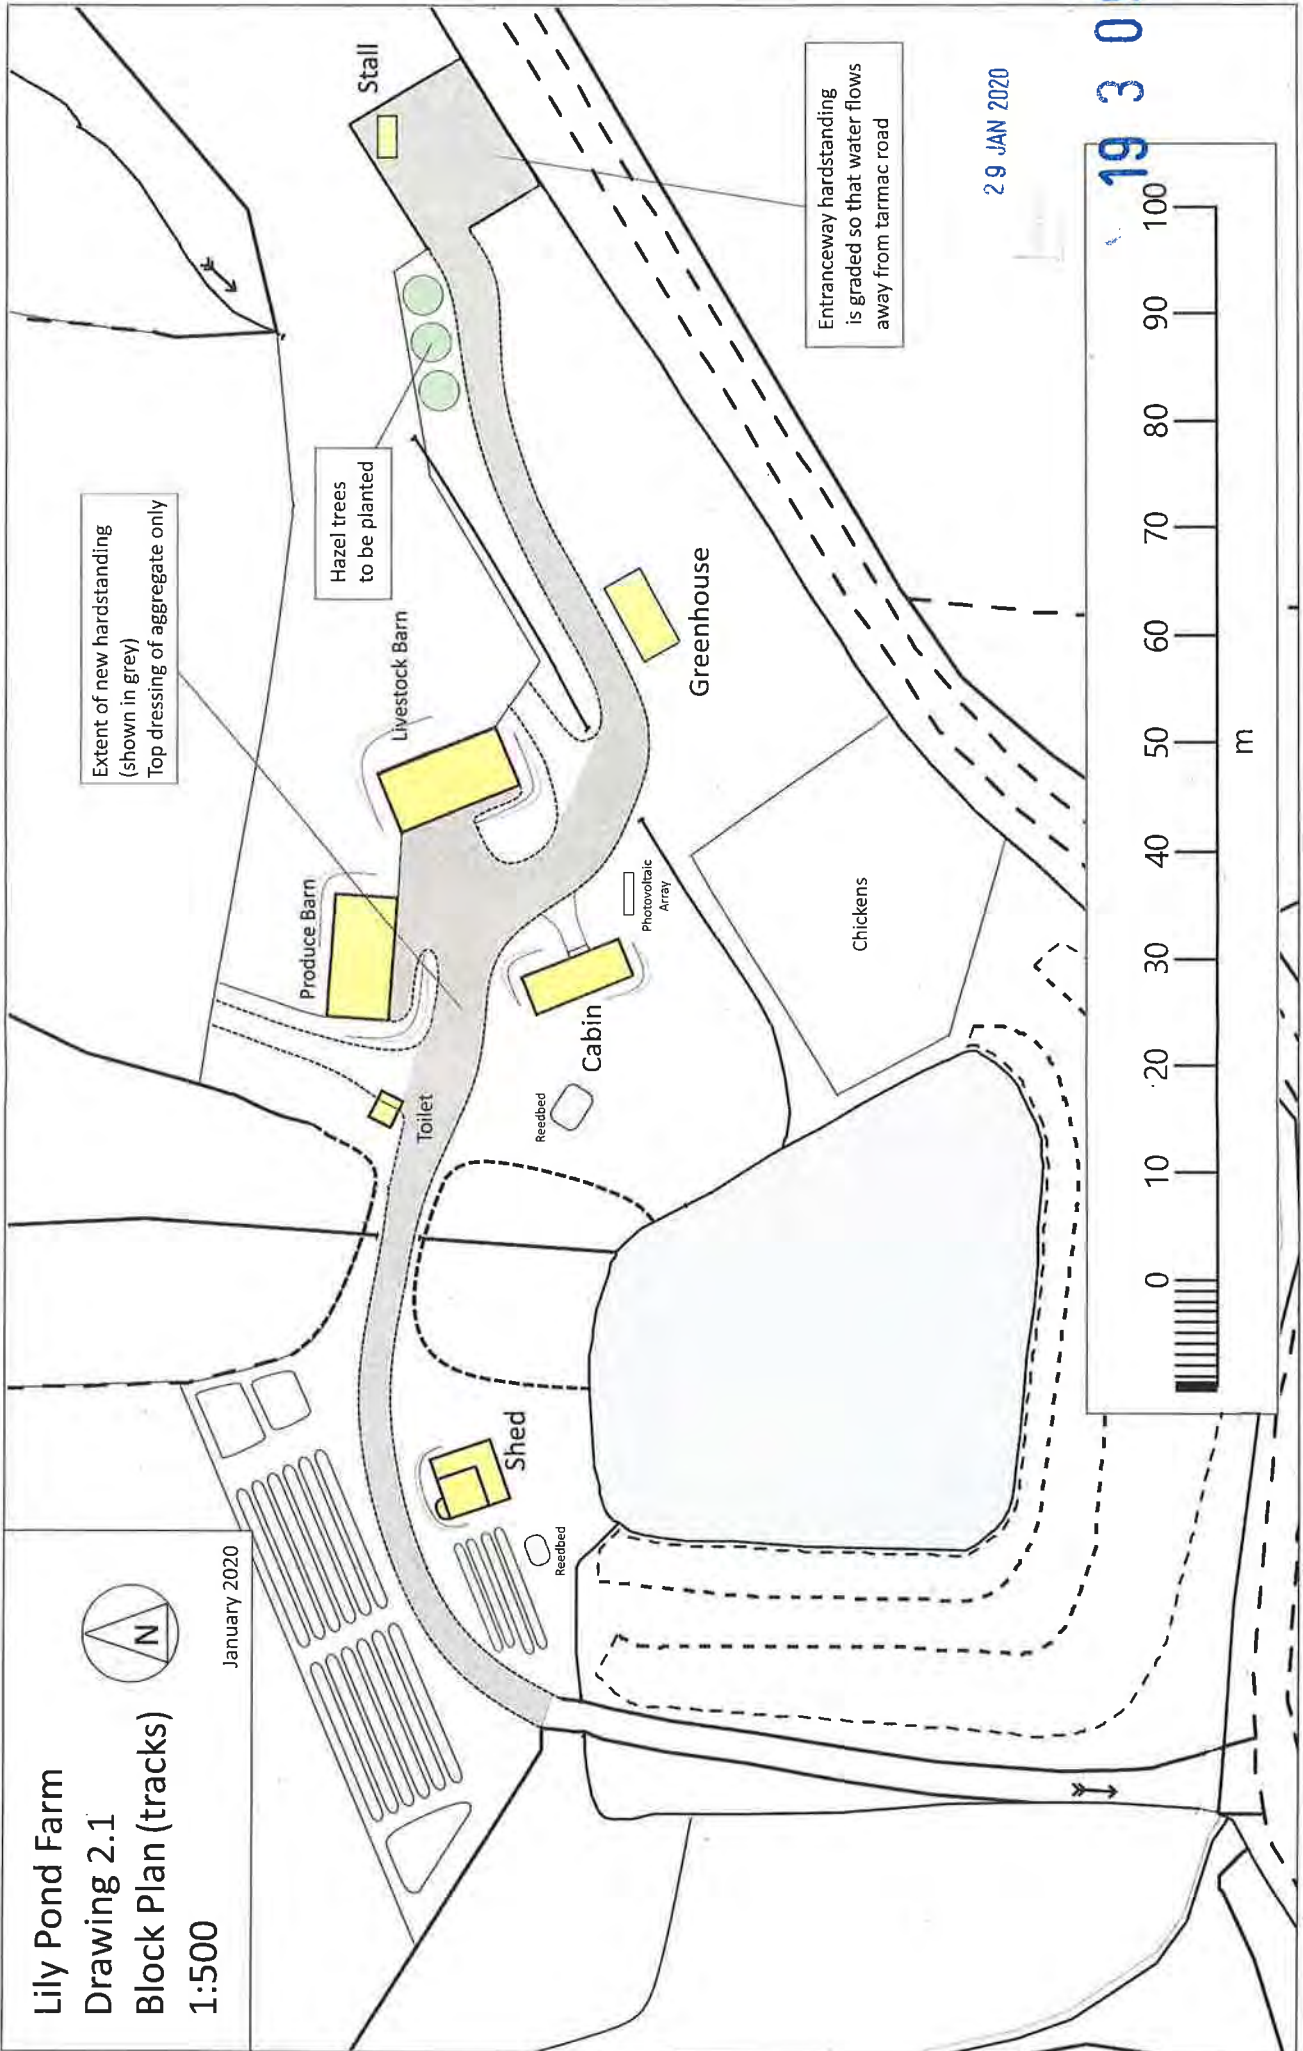 Lily Pond Farm
Drawing 2.1
Block Plan (tracks)
1:500
N
January 2020
Extent of new hardstanding
(shown in grey)
Top dressing of aggregate only
Hazel trees
to be planted
Stall
Livestock Barn
Produce Barn
Toilet
Shed
Reedbed
Reedbed
Cabin
Photovoltaic
Array
Greenhouse
Chickens
Entranceway hardstanding
is graded so that water flows
away from tarmac road
29 JAN 2020
19 3 0
0 10 20 30 40 50 60 70 80 90 100
m